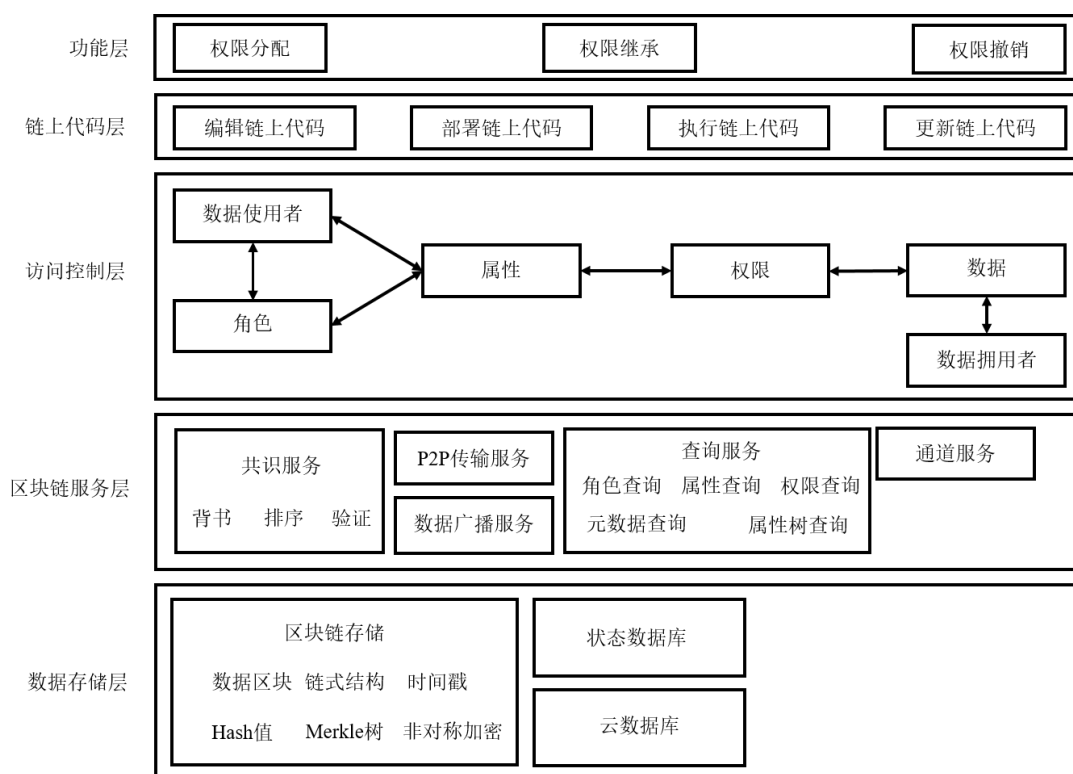 功能层
权限分配
权限继承
权限撤销
链上代码层
编辑链上代码
部署链上代码
执行链上代码
更新链上代码
访问控制层
数据使用者
角色
属性
权限
数据
数据拥用者
区块链服务层
共识服务
背书 排序 验证
P2P传输服务
数据广播服务
查询服务
角色查询 属性查询 权限查询
元数据查询 属性树查询
通道服务
数据存储层
区块链存储
数据区块 链式结构 时间戳
Hash值 Merkle树 非对称加密
状态数据库
云数据库